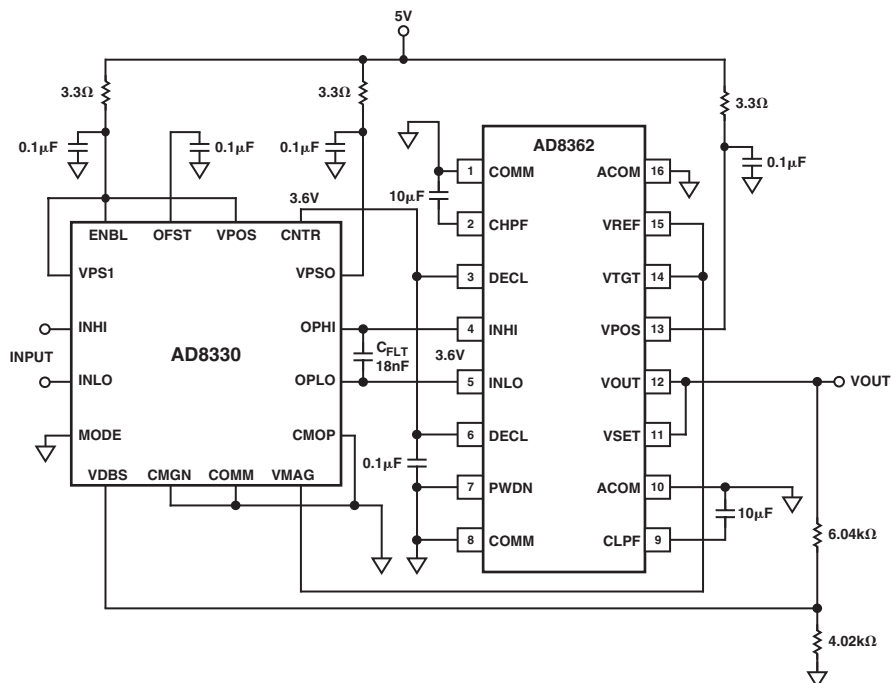 5V
3.3Ω
3.3Ω
3.3Ω
0.1µF
0.1µF
0.1µF
0.1µF
AD8362
1 COMM
ACOM 16
10µF
3.6V
2 CHPF
VREF 15
ENBL OFST VPOS CNTR
VPS1
VPSO
3 DECL
VTGT 14
INHI
OPHI
4 INHI
VPOS 13
INPUT
AD8330
CFLT
18nF
3.6V
INLO
OPLO
5 INLO
VOUT 12
VOUT
MODE
CMOP
6 DECL
VSET 11
VDBS CMGN COMM VMAG
0.1µF
7 PWDN
ACOM 10
10µF
8 COMM
CLPF 9
6.04kΩ
4.02kΩ